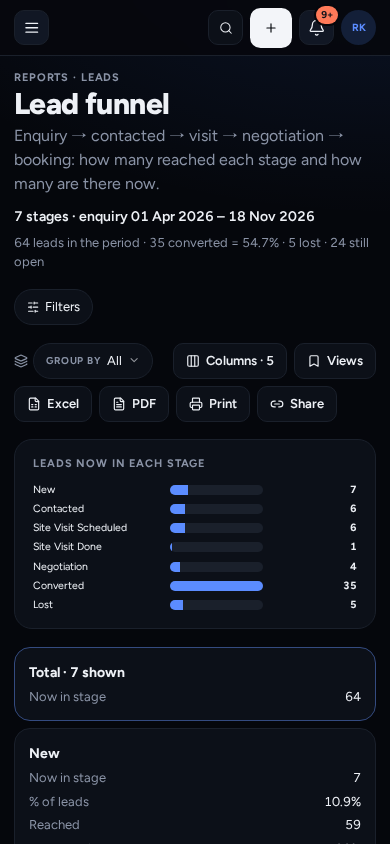 9+
RK
REPORTS · LEADS
Lead funnel
Enquiry → contacted → visit → negotiation →
booking: how many reached each stage and how
many are there now.
7 stages · enquiry 01 Apr 2026 – 18 Nov 2026
64 leads in the period · 35 converted = 54.7% · 5 lost · 24 still
open
Filters
GROUP BY All
Columns · 5
Views
Excel
PDF
Print
Share
LEADS NOW IN EACH STAGE
New 7
Contacted 6
Site Visit Scheduled 6
Site Visit Done 1
Negotiation 4
Converted 35
Lost 5
Total · 7 shown
Now in stage 64
New
Now in stage 7
% of leads 10.9%
Reached 59